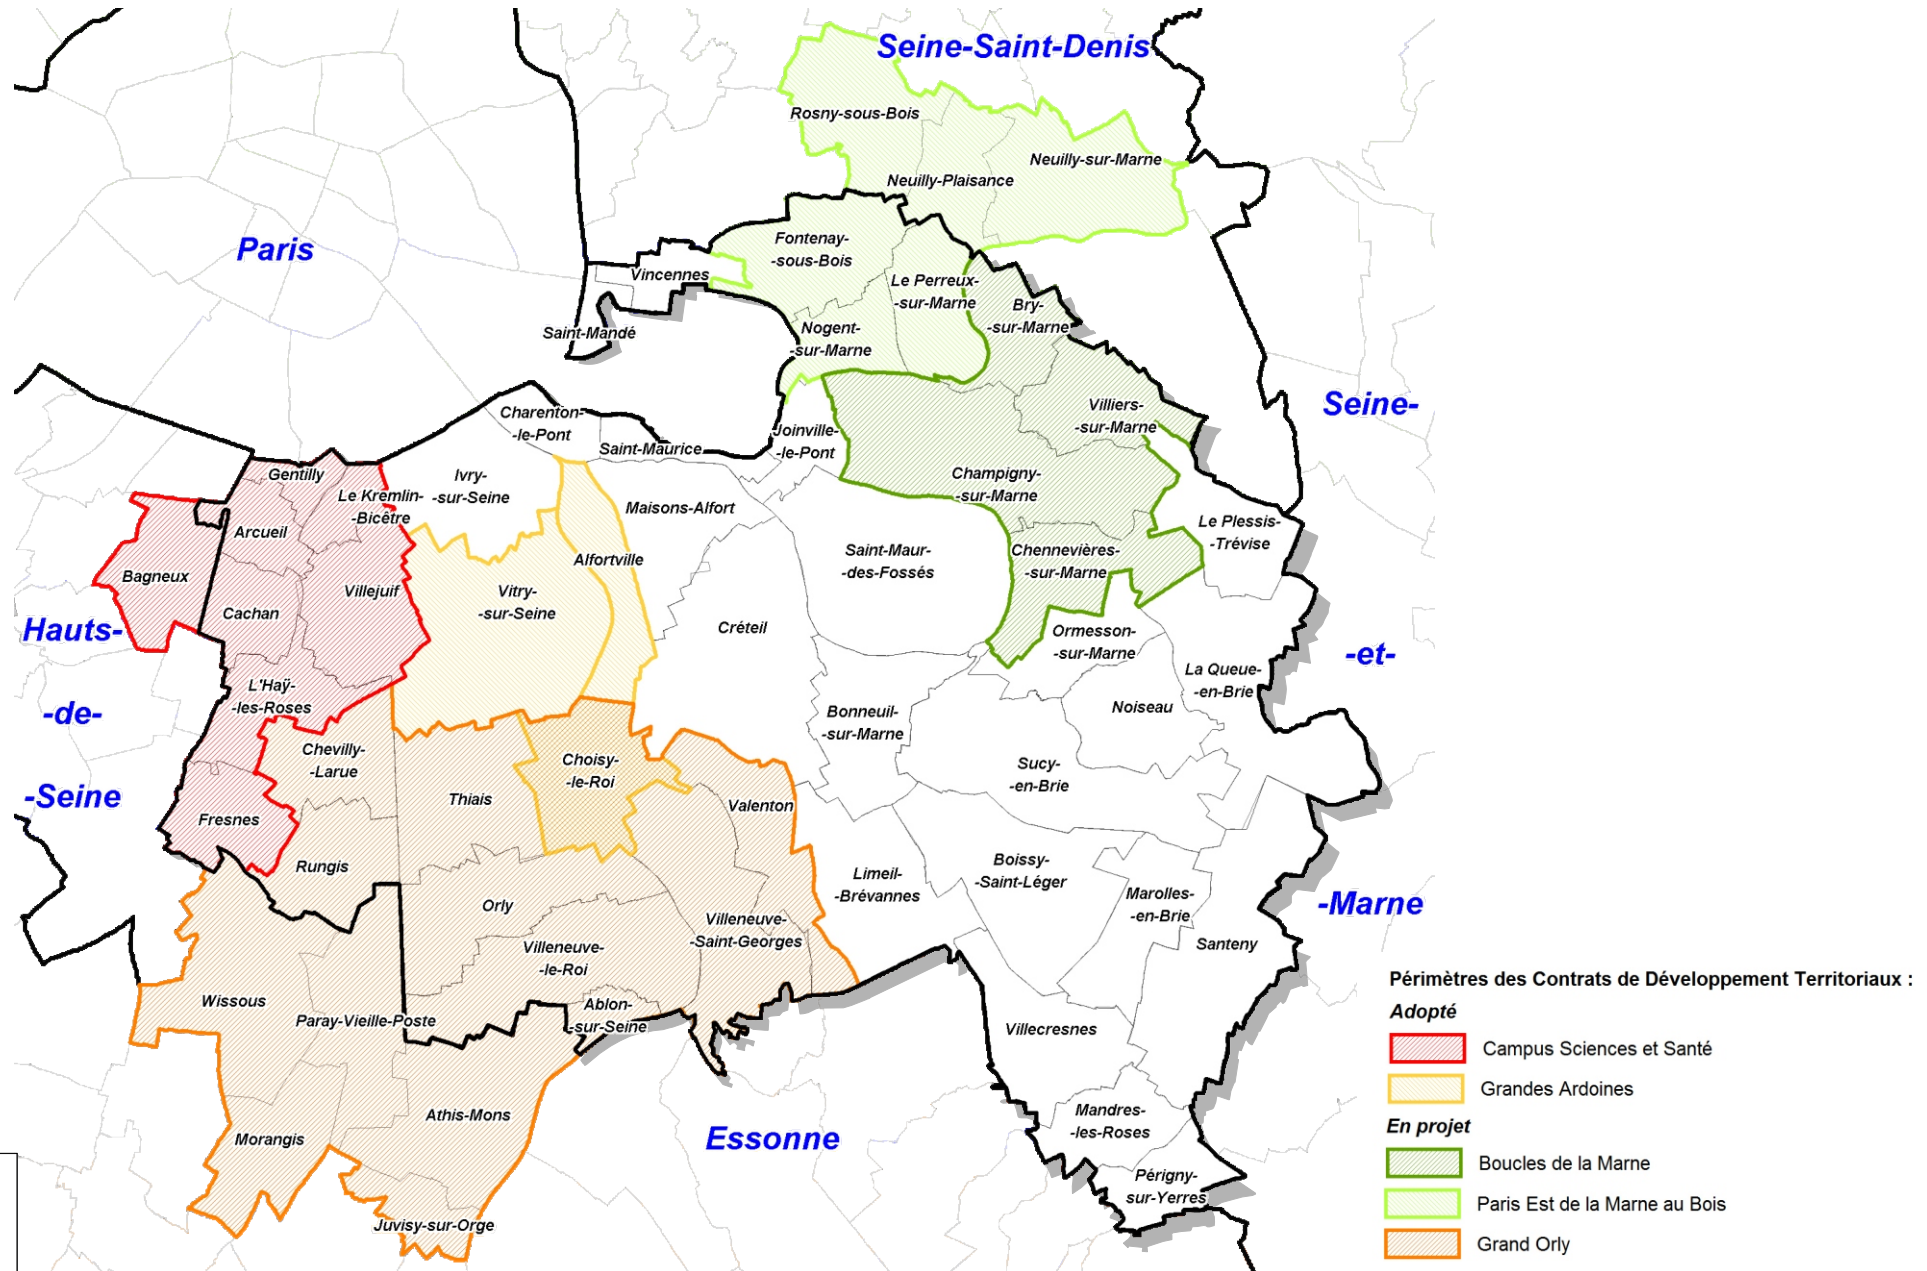 Seine-Saint-Denis
Rosny-sous-Bois
Neuilly-sur-Marne
Neuilly-Plaisance
Paris
Fontenay-
-sous-Bois
Vincennes
Le Perreux-
-sur-Marne
Bry-
-sur-Marne
Saint-Mandé
Nogent-
-sur-Marne
Seine-
Villiers-
-sur-Marne
Charenton-
-le-Pont
Saint-Maurice
Joinville-
-le-Pont
Gentilly
Ivry-
-sur-Seine
Le Kremlin-
-Bicêtre
Champigny-
-sur-Marne
Maisons-Alfort
Arcueil
Le Plessis-
-Trévise
Alfortville
Saint-Maur-
-des-Fossés
Chennevières-
-sur-Marne
Bagneux
Villejuif
Vitry-
-sur-Seine
Cachan
Créteil
Hauts-
Ormesson-
-sur-Marne
-et-
La Queue-
-en-Brie
L'Haÿ-
-les-Roses
-de-
Bonneuil-
-sur-Marne
Noiseau
Chevilly-
-Larue
Choisy-
-le-Roi
Sucy-
-en-Brie
-Seine
Thiais
Valenton
Fresnes
Rungis
Limeil-
-Brévannes
Boissy-
-Saint-Léger
Marolles-
-en-Brie
-Marne
Orly
Villeneuve-
-Saint-Georges
Villeneuve-
-le-Roi
Santeny
Wissous
Paray-Vieille-Poste
Ablon-
-sur-Seine
Villecresnes
Athis-Mons
Mandres-
-les-Roses
Morangis
Essonne
Périgny-
sur-Yerres
Juvisy-sur-Orge
Périmètres des Contrats de Développement Territoriaux :
Adopté
Campus Sciences et Santé
Grandes Ardoines
En projet
Boucles de la Marne
Paris Est de la Marne au Bois
Grand Orly